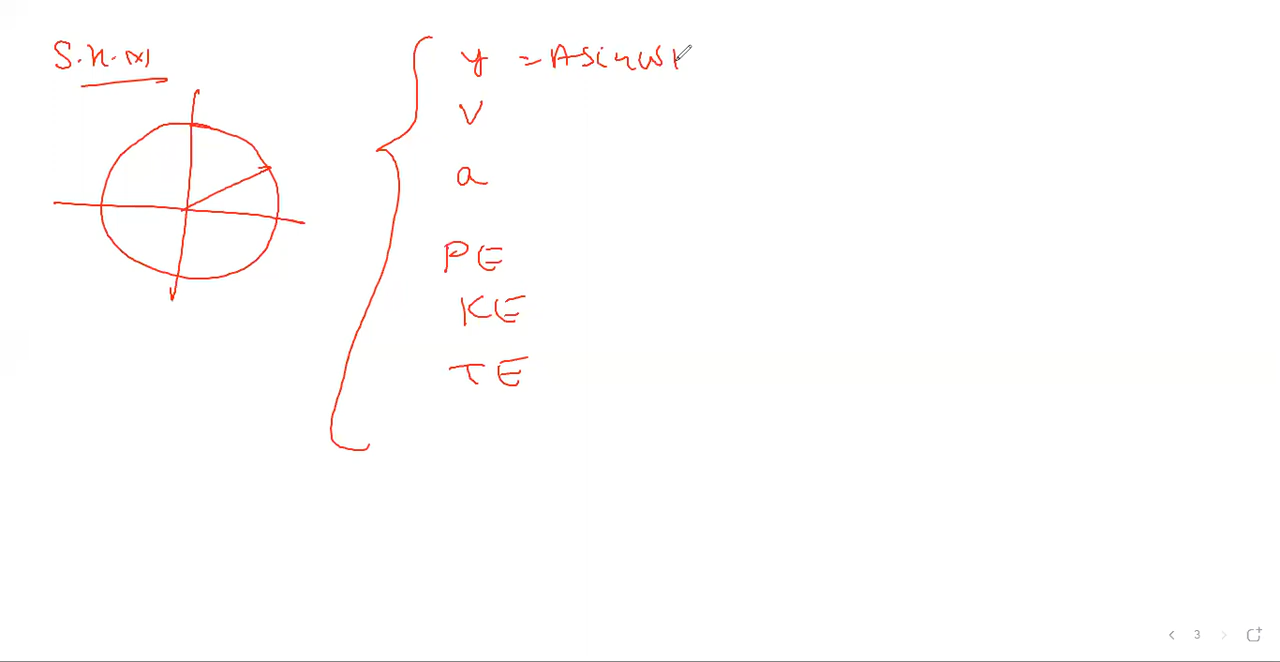 S.H.M
y = A sin ωt
V
a
PE
KE
TE
3